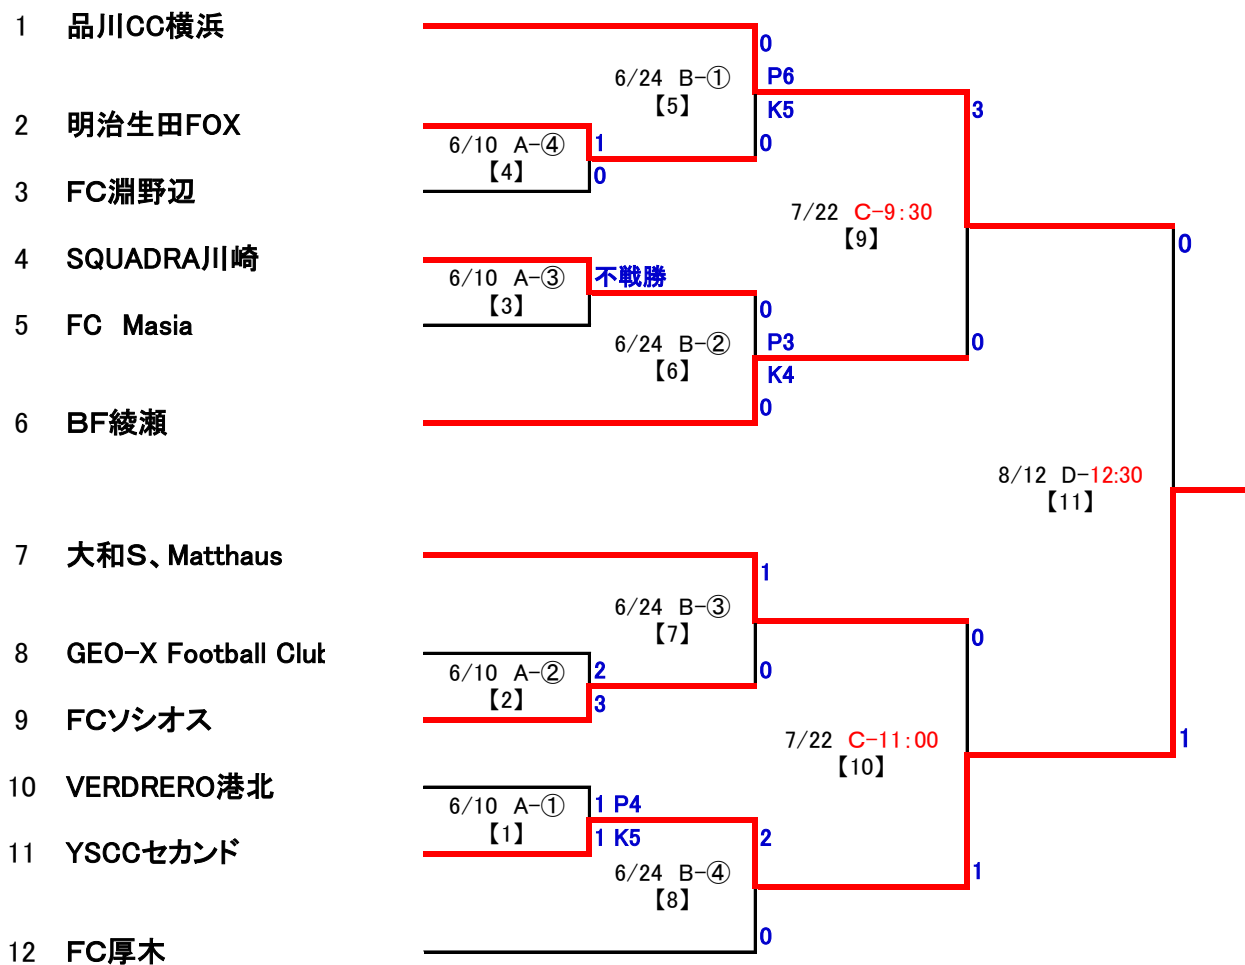 1 品川CC横浜
0
6/24 B-① P6
【5】 K5
3
2 明治生田FOX
6/10 A-④ 1
0
【4】 0
3 FC淵野辺
7/22 C-9:30
【9】
0
4 SQUADRA川崎
6/10 A-③ 不戦勝
【3】
0
5 FC Masia
6/24 B-② P3
0
【6】 K4
0
6 BF綾瀬
8/12 D-12:30
【11】
7 大和S、Matthaus
1
6/24 B-③
【7】
0
8 GEO-X Football Club
6/10 A-② 2
0
【2】 3
9 FCソシオス
7/22 C-11:00
1
【10】
10 VERDRERO港北
6/10 A-① 1 P4
【1】 1 K5
2
11 YSCCセカンド
6/24 B-④
1
【8】
0
12 FC厚木